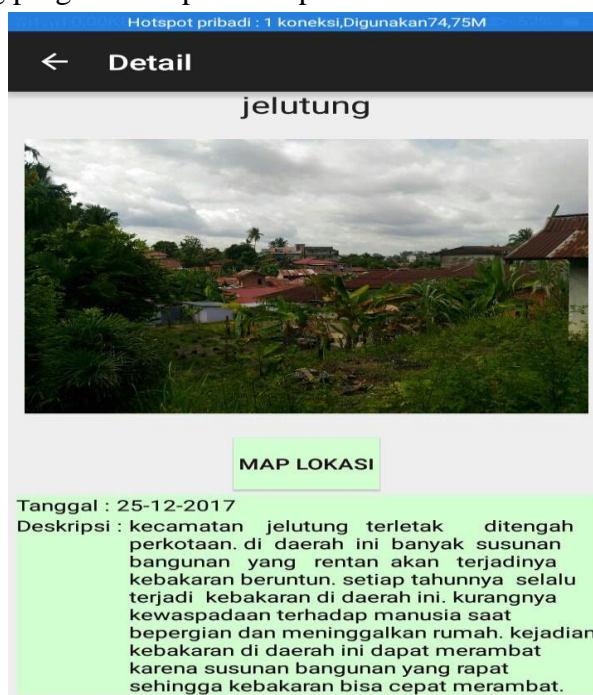 Hotspot pribadi : 1 koneksi,Digunakan74,75M
← Detail
jelutung
MAP LOKASI
Tanggal : 25-12-2017
Deskripsi : kecamatan jelutung terletak ditengah
perkotaan. di daerah ini banyak susunan
bangunan yang rentan akan terjadinya
kebakaran beruntun. setiap tahunnya selalu
terjadi kebakaran di daerah ini. kurangnya
kewaspadaan terhadap manusia saat
bepergian dan meninggalkan rumah. kejadian
kebakaran di daerah ini dapat merambat
karena susunan bangunan yang rapat
sehingga kebakaran bisa cepat merambat.